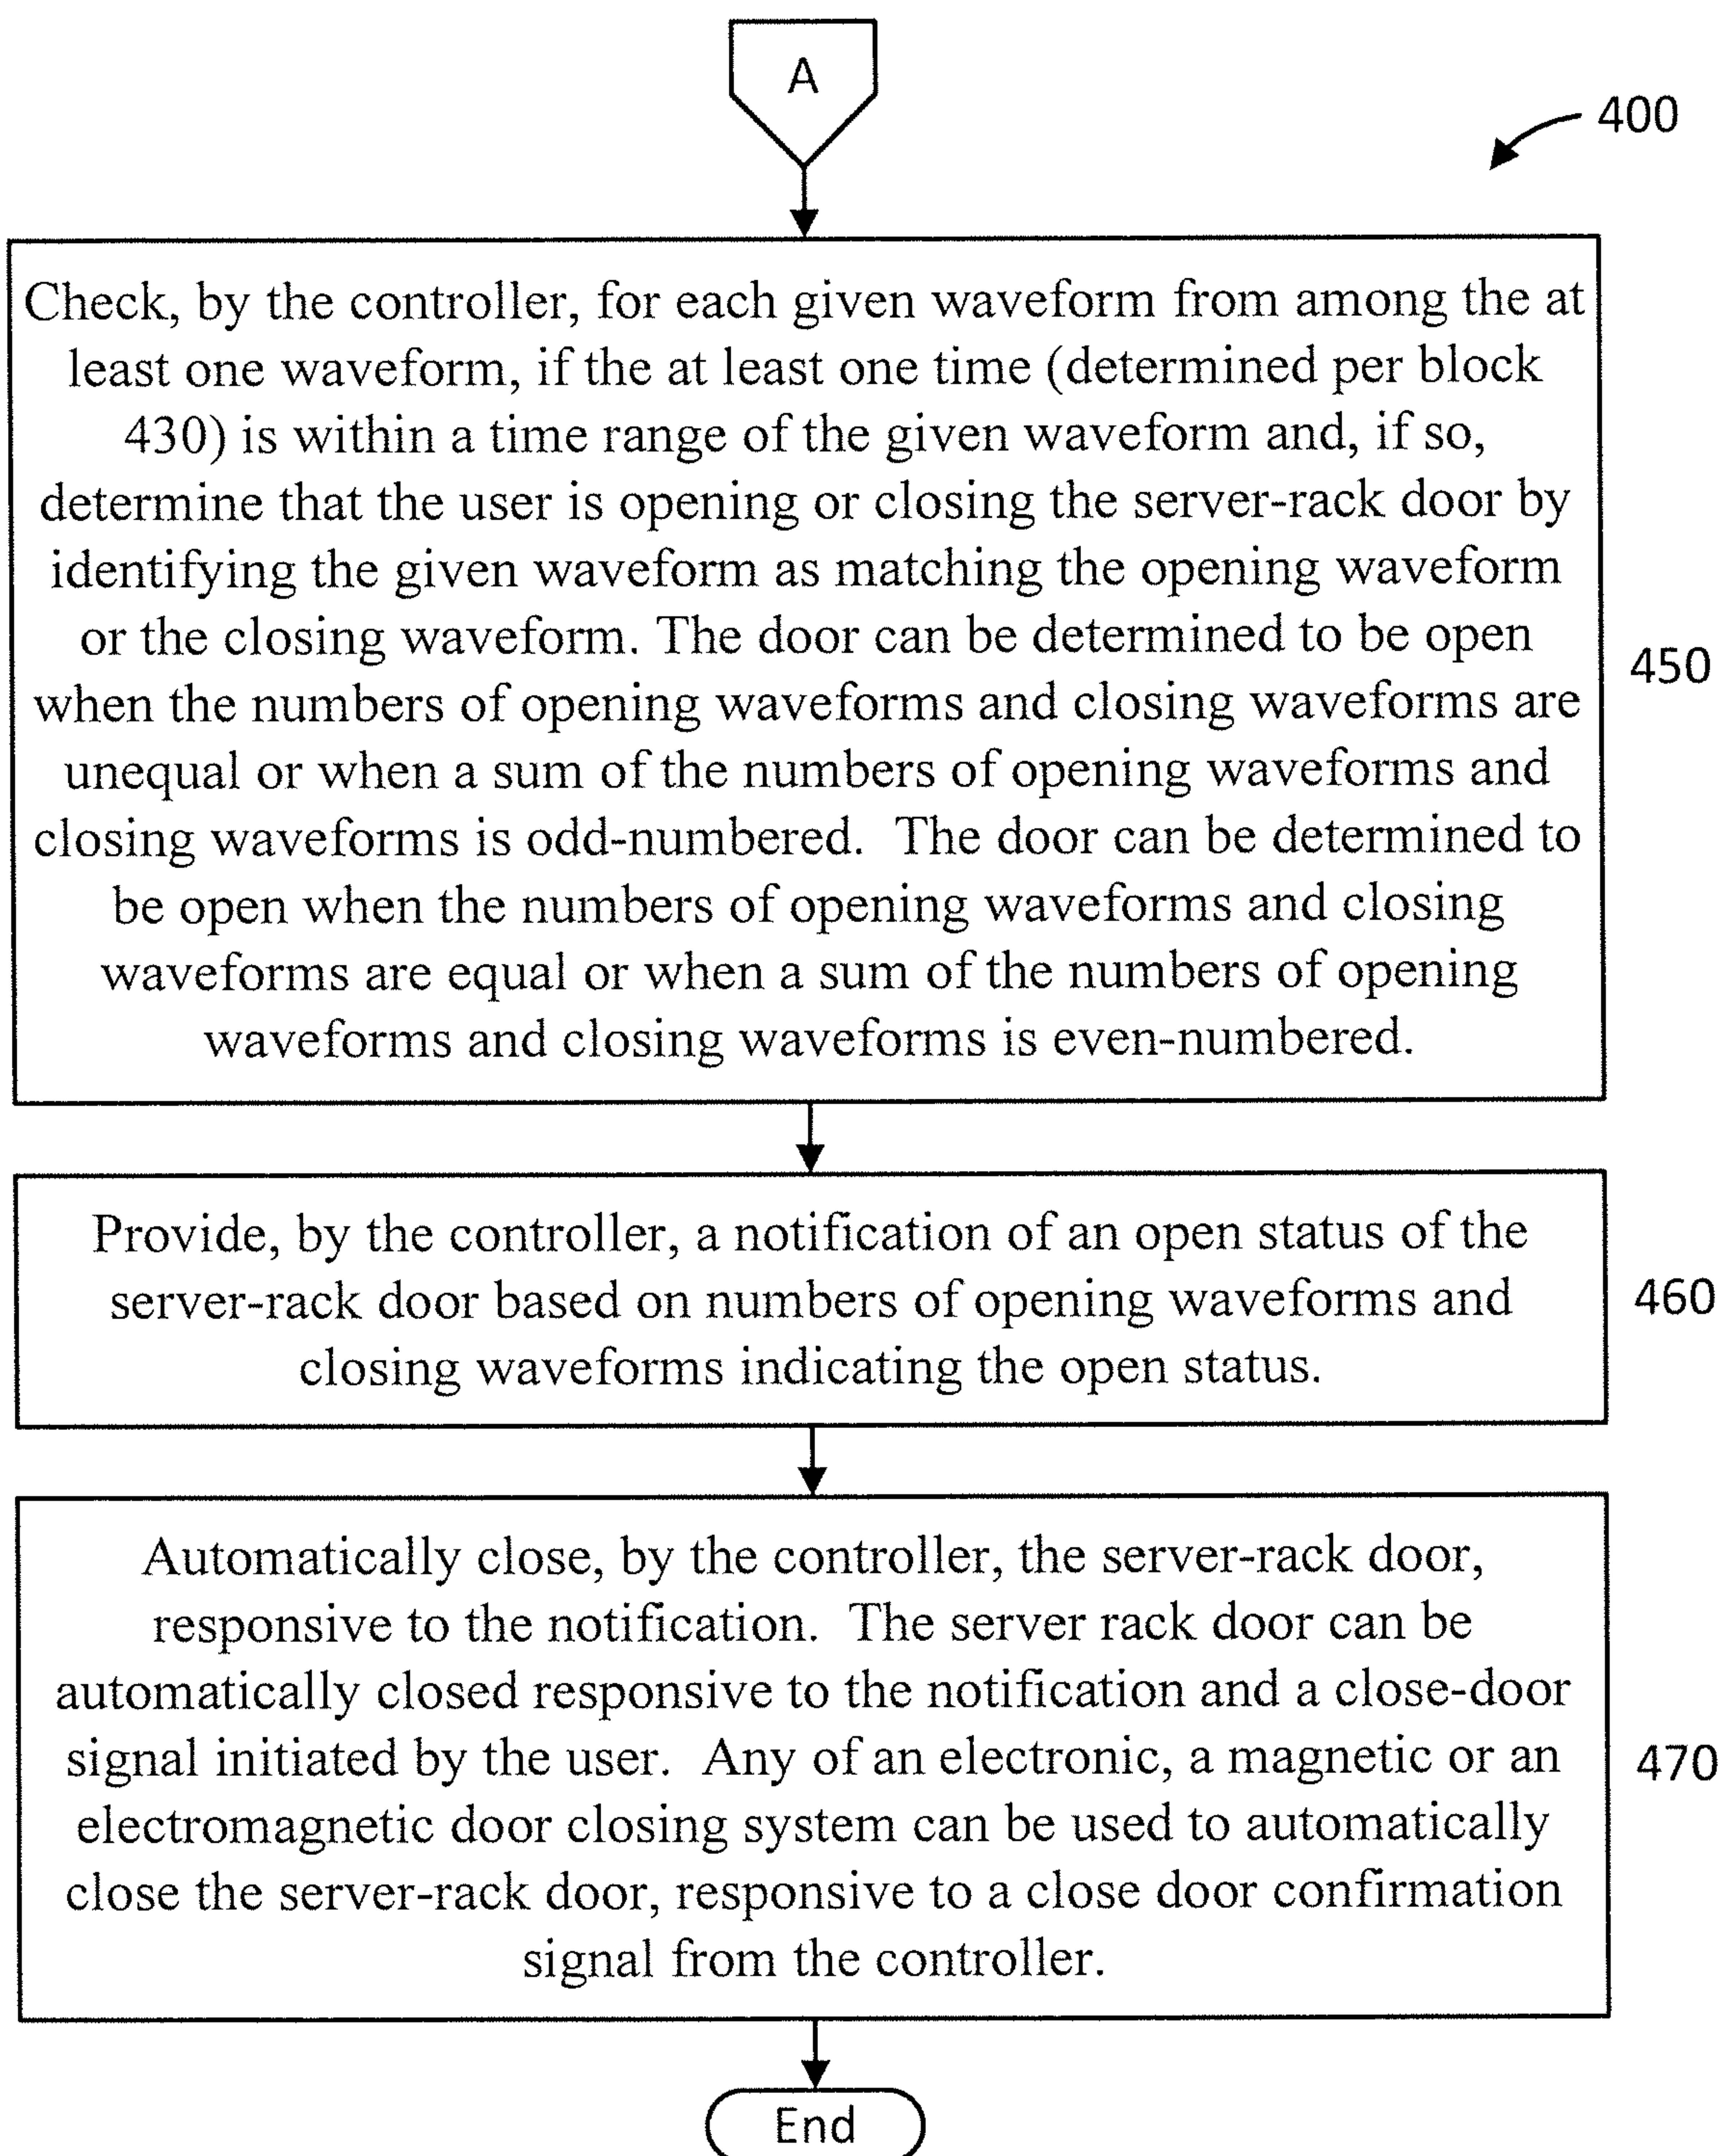 A
400
Check, by the controller, for each given waveform from among the at
least one waveform, if the at least one time (determined per block
430) is within a time range of the given waveform and, if so,
determine that the user is opening or closing the server-rack door by
identifying the given waveform as matching the opening waveform
or the closing waveform. The door can be determined to be open
when the numbers of opening waveforms and closing waveforms are
unequal or when a sum of the numbers of opening waveforms and
closing waveforms is odd-numbered.  The door can be determined to
be open when the numbers of opening waveforms and closing
waveforms are equal or when a sum of the numbers of opening
waveforms and closing waveforms is even-numbered.
450
Provide, by the controller, a notification of an open status of the
server-rack door based on numbers of opening waveforms and
closing waveforms indicating the open status.
460
Automatically close, by the controller, the server-rack door,
responsive to the notification.  The server rack door can be
automatically closed responsive to the notification and a close-door
signal initiated by the user.  Any of an electronic, a magnetic or an
electromagnetic door closing system can be used to automatically
close the server-rack door, responsive to a close door confirmation
signal from the controller.
470
End